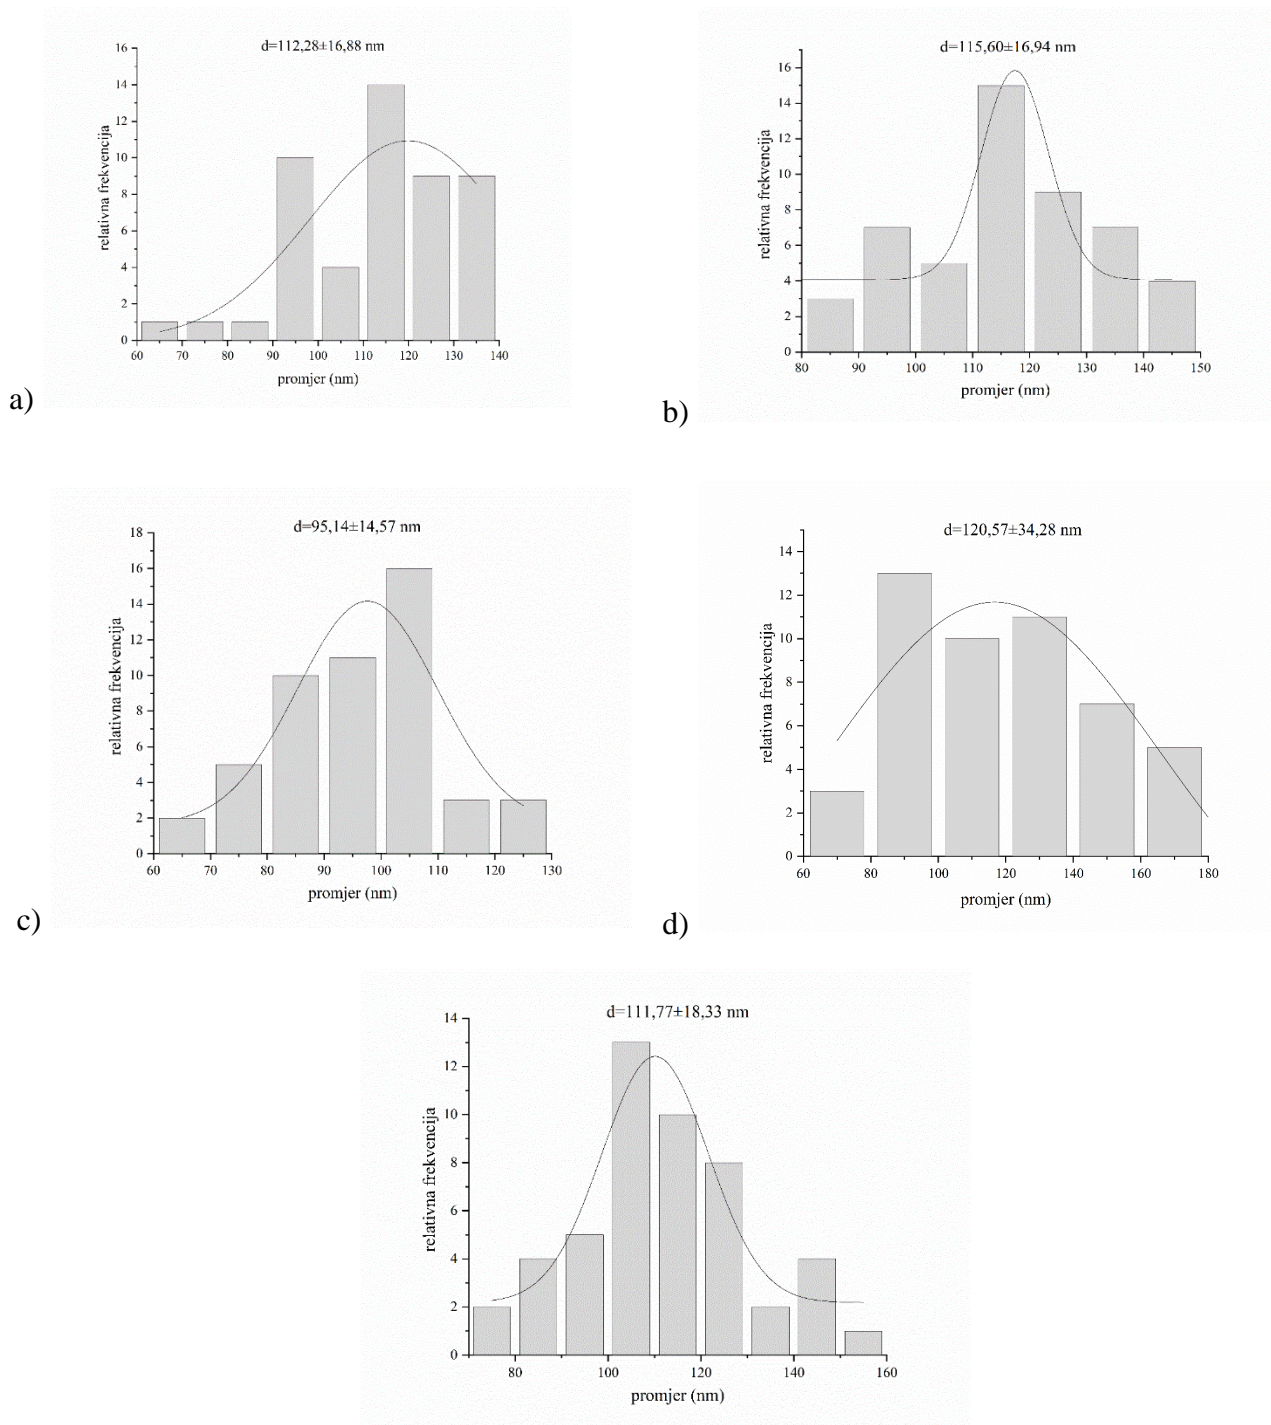 d=112,28±16,88 nm
16
14
12
10
8
6
4
2
0
relativna frekvencija
60 70 80 90 100 110 120 130 140
promjer (nm)
a)
d=115,60±16,94 nm
16
14
12
10
8
6
4
2
0
relativna frekvencija
80 90 100 110 120 130 140 150
promjer (nm)
b)
d=95,14±14,57 nm
18
16
14
12
10
8
6
4
2
0
relativna frekvencija
60 70 80 90 100 110 120 130
promjer (nm)
c)
d=120,57±34,28 nm
14
12
10
8
6
4
2
0
relativna frekvencija
60 80 100 120 140 160 180
promjer (nm)
d)
d=111,77±18,33 nm
14
12
10
8
6
4
2
0
relativna frekvencija
80 100 120 140 160
promjer (nm)